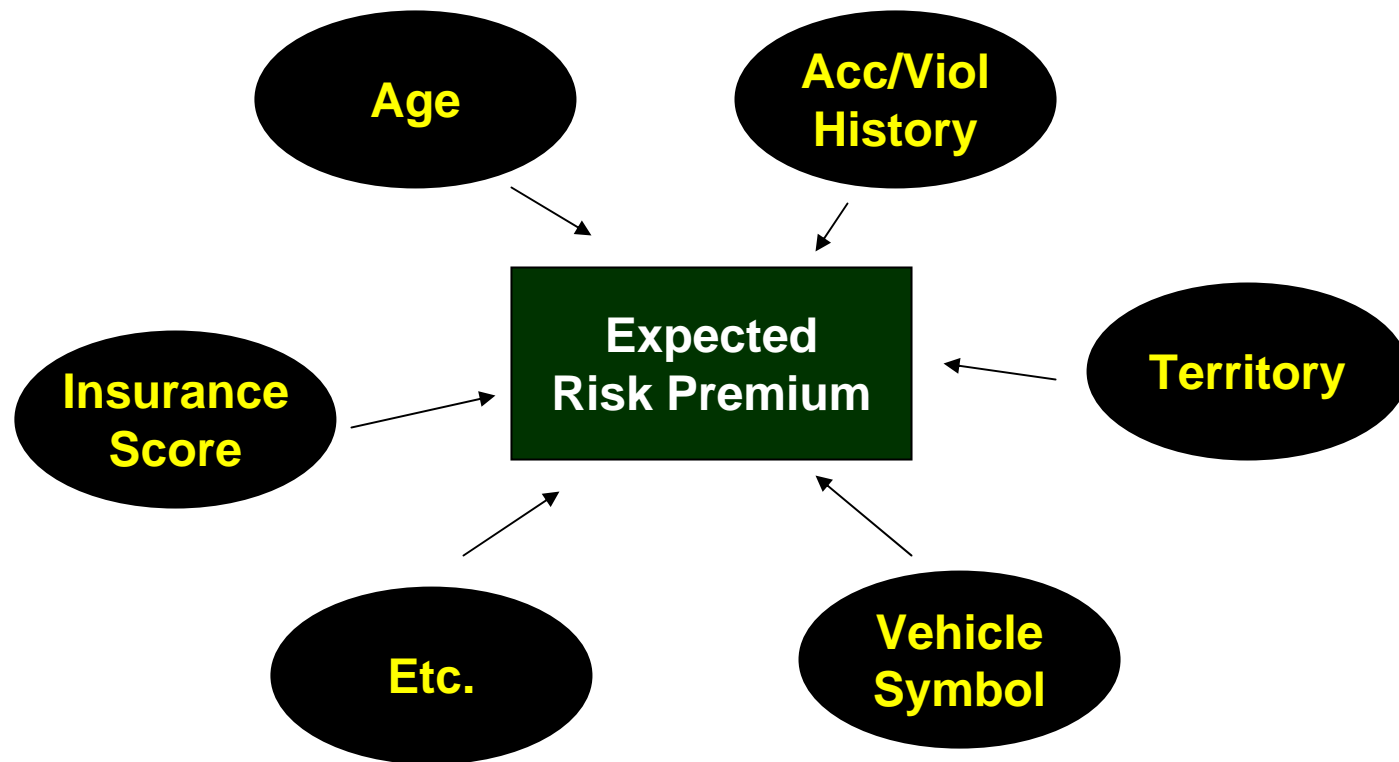 Age
Acc/Viol
History
Expected
Risk Premium
Territory
Insurance
Score
Etc.
Vehicle
Symbol